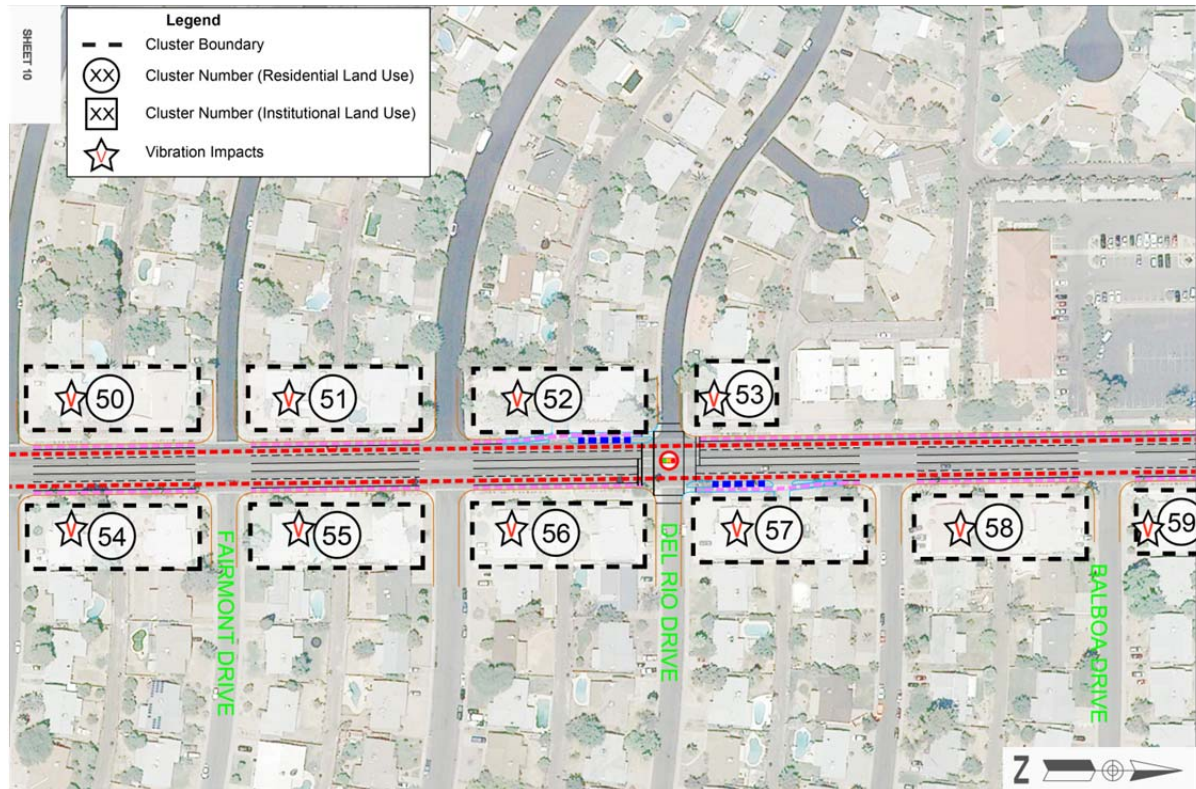 SHEET 10
Legend
Cluster Boundary
XX Cluster Number (Residential Land Use)
XX Cluster Number (Institutional Land Use)
V Vibration Impacts
V 50
V 51
V 52
V 53
V 54
V 55
V 56
V 57
V 58
V 59
FAIRMONT DRIVE
DEL RIO DRIVE
BALBOA DRIVE
Z